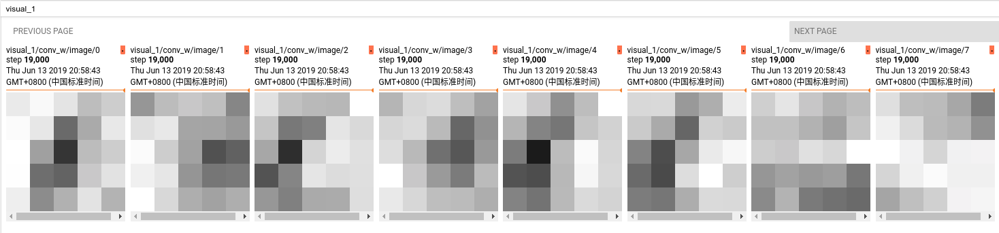 visual_1
PREVIOUS PAGE
NEXT PAGE
visual_1/conv_w/image/0
step 19,000
Thu Jun 13 2019 20:58:43
GMT+0800 (中国标准时间)
visual_1/conv_w/image/1
step 19,000
Thu Jun 13 2019 20:58:43
GMT+0800 (中国标准时间)
visual_1/conv_w/image/2
step 19,000
Thu Jun 13 2019 20:58:43
GMT+0800 (中国标准时间)
visual_1/conv_w/image/3
step 19,000
Thu Jun 13 2019 20:58:43
GMT+0800 (中国标准时间)
visual_1/conv_w/image/4
step 19,000
Thu Jun 13 2019 20:58:43
GMT+0800 (中国标准时间)
visual_1/conv_w/image/5
step 19,000
Thu Jun 13 2019 20:58:43
GMT+0800 (中国标准时间)
visual_1/conv_w/image/6
step 19,000
Thu Jun 13 2019 20:58:43
GMT+0800 (中国标准时间)
visual_1/conv_w/image/7
step 19,000
Thu Jun 13 2019 20:58:43
GMT+0800 (中国标准时间)